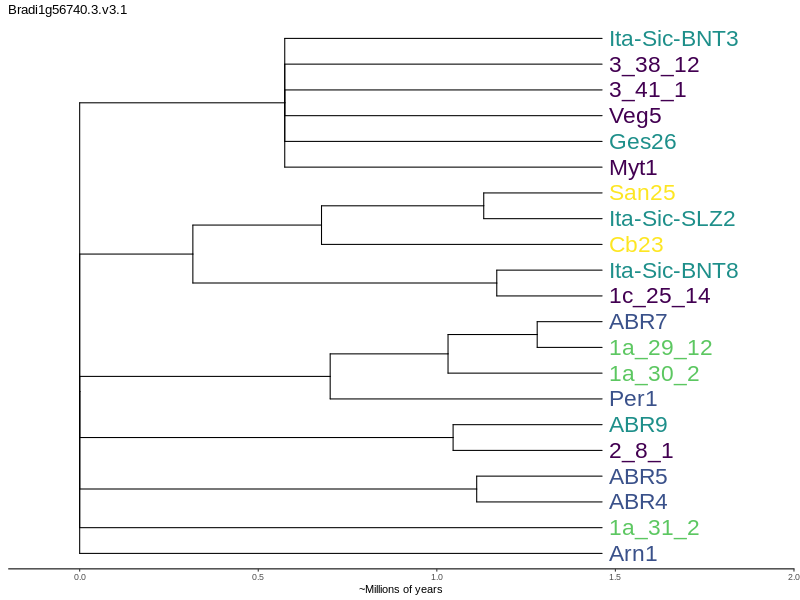 Bradi1g56740.3.v3.1
Ita-Sic-BNT3
3_38_12
3_41_1
Veg5
Ges26
Myt1
San25
Ita-Sic-SLZ2
Cb23
Ita-Sic-BNT8
1c_25_14
ABR7
1a_29_12
1a_30_2
Per1
ABR9
2_8_1
ABR5
ABR4
1a_31_2
Arn1
0.0 0.5 1.0 1.5 2.0
~Millions of years